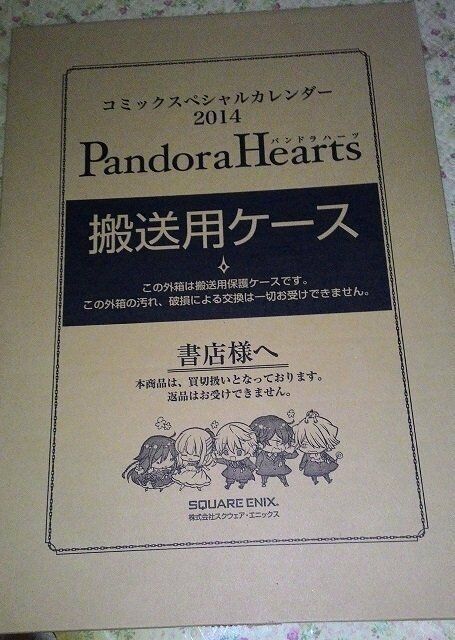 コミックスペシャルカレンダー
2014
パンドラハーツ
PandoraHearts
搬送用ケース
この外箱は搬送用保護ケースです。
この外箱の汚れ、破損による交換は一切お受けできません。
書店様へ
本商品は、買切扱いとなっております。
返品はお受けできません。
SQUARE ENIX.
株式会社スクウェア・エニックス